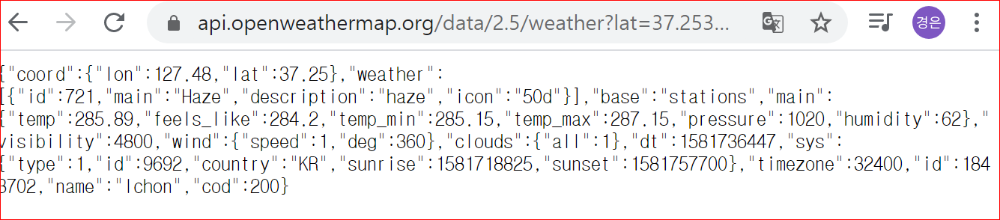 api.openweathermap.org/data/2.5/weather?lat=37.253...
경은
{"coord":{"lon":127.48,"lat":37.25},"weather":
[{"id":721,"main":"Haze","description":"haze","icon":"50d"}],"base":"stations","main":
{"temp":285.89,"feels_like":284.2,"temp_min":285.15,"temp_max":287.15,"pressure":1020,"humidity":62},"
visibility":4800,"wind":{"speed":1,"deg":360},"clouds":{"all":1},"dt":1581736447,"sys":
{"type":1,"id":9692,"country":"KR","sunrise":1581718825,"sunset":1581757700},"timezone":32400,"id":184
3702,"name":"Ichon","cod":200}